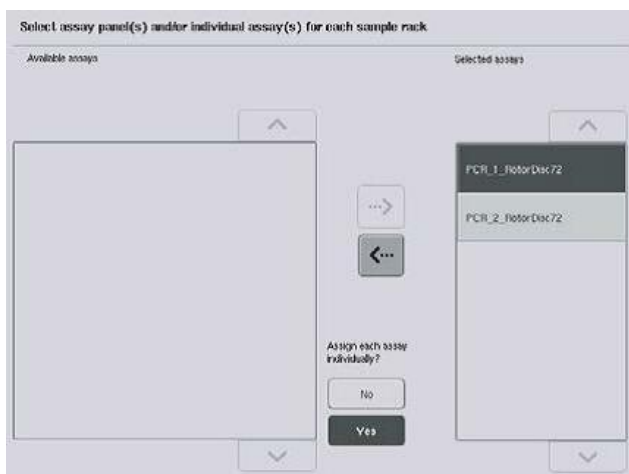 Select assay panel(s) and/or individual assay(s) for each sample rack
Available assays
Selected assays
PCR_1_RotorDisc72
PCR_2_RotorDisc72
Assign each assay
individually?
No
Yes